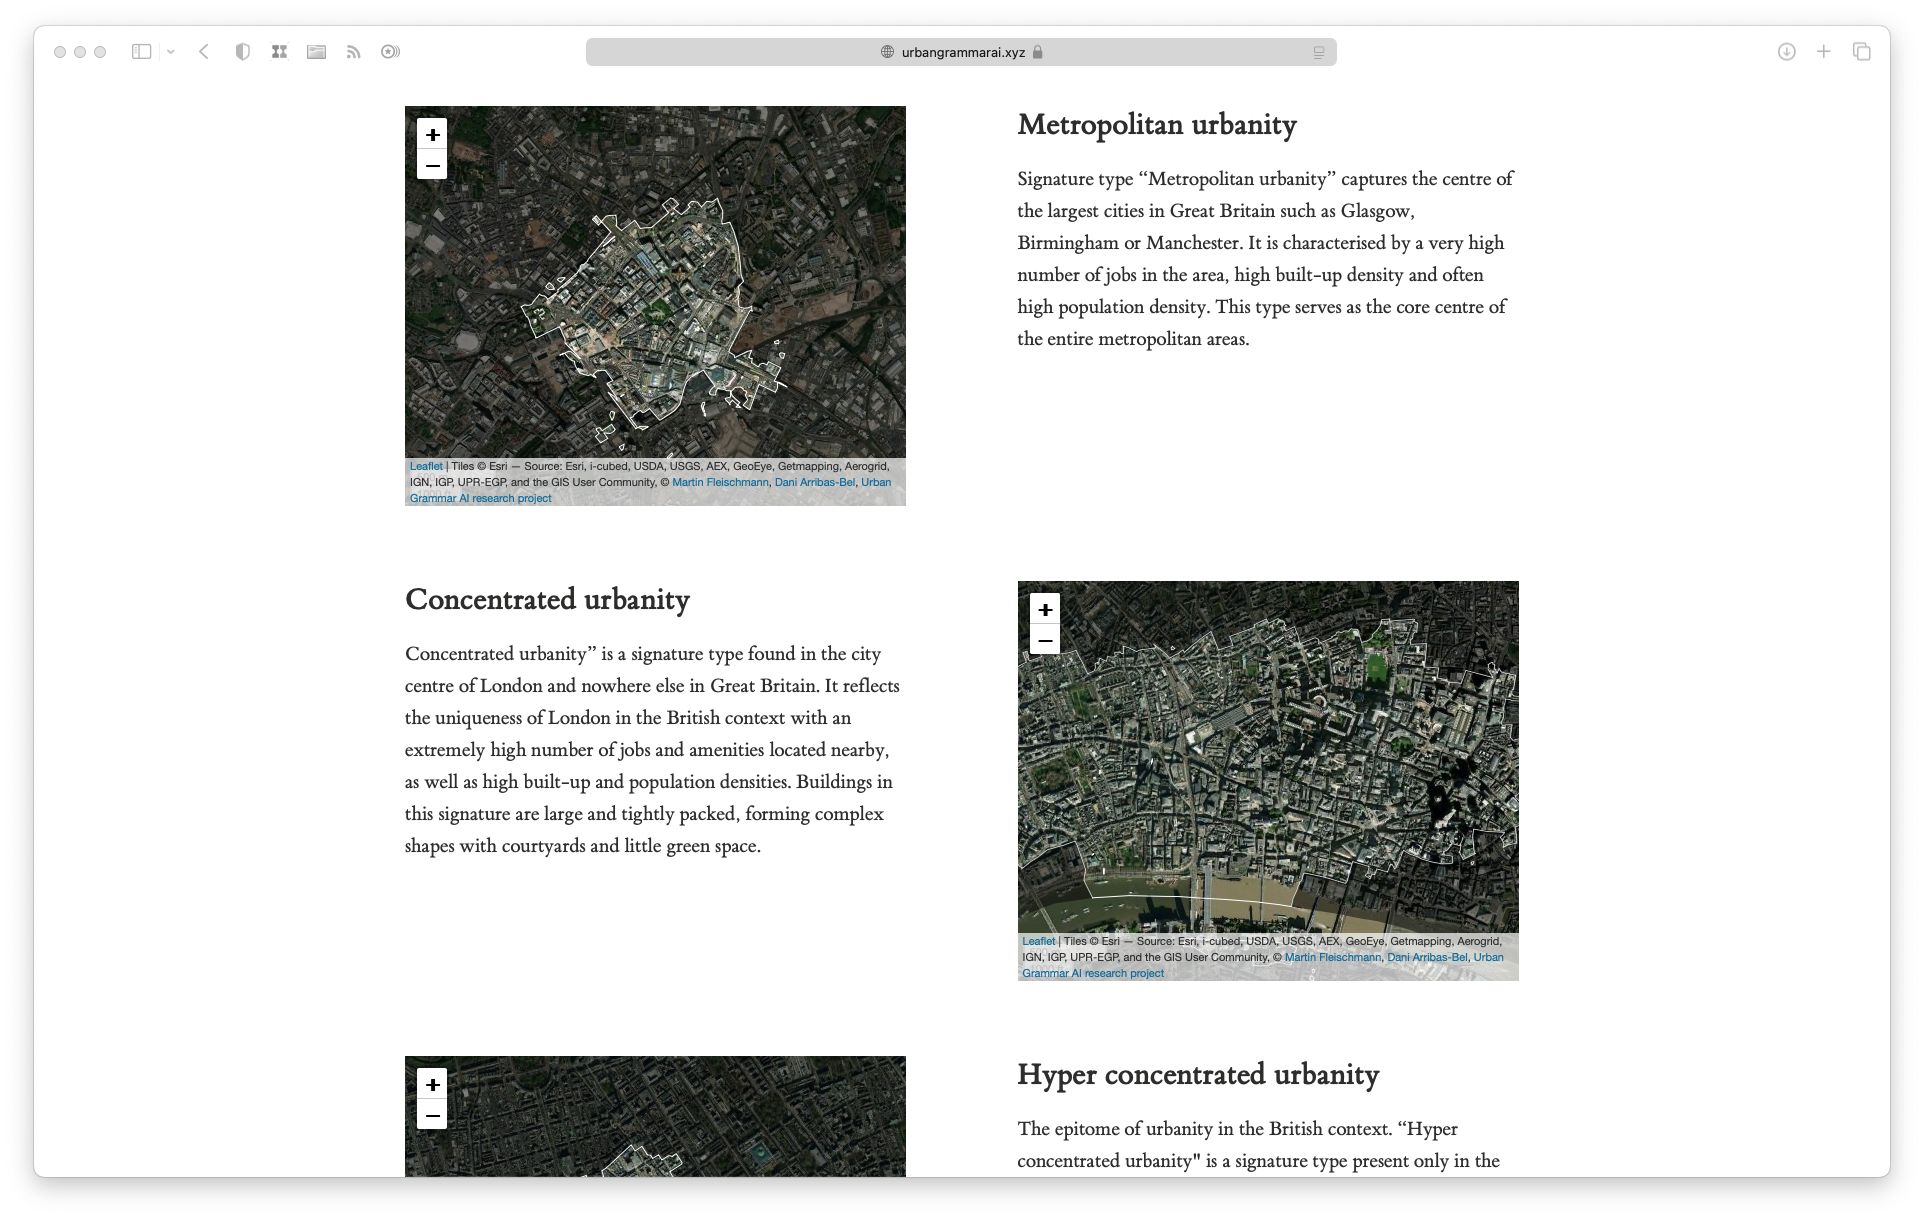 urbangrammarai.xyz
+
−
Leaflet | Tiles © Esri — Source: Esri, i-cubed, USDA, USGS, AEX, GeoEye, Getmapping, Aerogrid,
IGN, IGP, UPR-EGP, and the GIS User Community, © Martin Fleischmann, Dani Arribas-Bel, Urban
Grammar AI research project
Metropolitan urbanity
Signature type “Metropolitan urbanity” captures the centre of
the largest cities in Great Britain such as Glasgow,
Birmingham or Manchester. It is characterised by a very high
number of jobs in the area, high built-up density and often
high population density. This type serves as the core centre of
the entire metropolitan areas.
Concentrated urbanity
Concentrated urbanity” is a signature type found in the city
centre of London and nowhere else in Great Britain. It reflects
the uniqueness of London in the British context with an
extremely high number of jobs and amenities located nearby,
as well as high built-up and population densities. Buildings in
this signature are large and tightly packed, forming complex
shapes with courtyards and little green space.
+
−
Leaflet | Tiles © Esri — Source: Esri, i-cubed, USDA, USGS, AEX, GeoEye, Getmapping, Aerogrid,
IGN, IGP, UPR-EGP, and the GIS User Community, © Martin Fleischmann, Dani Arribas-Bel, Urban
Grammar AI research project
+
−
Hyper concentrated urbanity
The epitome of urbanity in the British context. “Hyper
concentrated urbanity" is a signature type present only in the